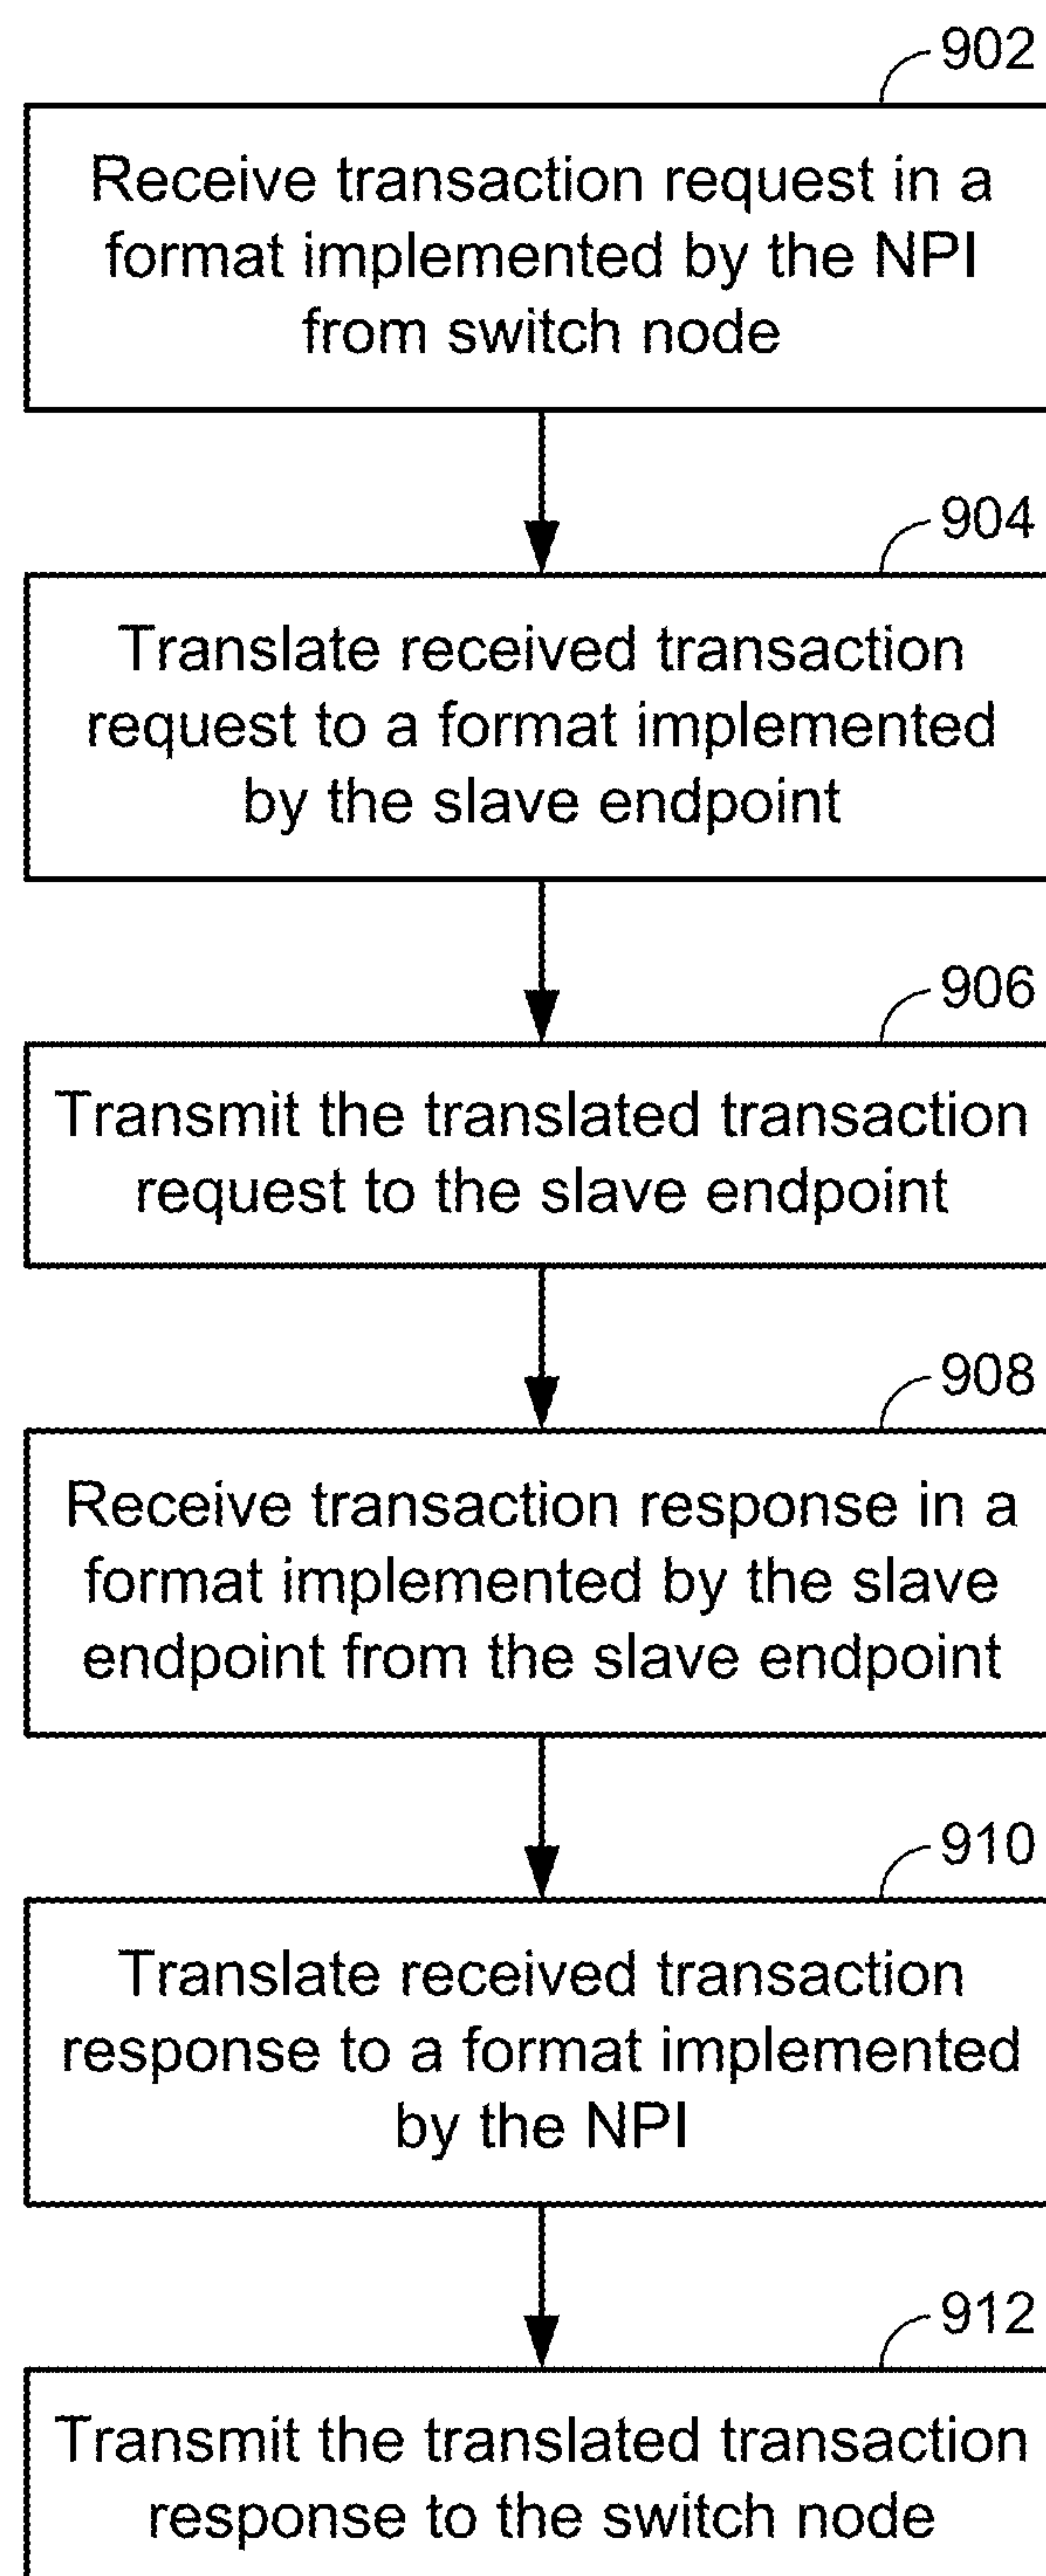 902
Receive transaction request in a
format implemented by the NPI
from switch node
904
Translate received transaction
request to a format implemented
by the slave endpoint
906
Transmit the translated transaction
request to the slave endpoint
908
Receive transaction response in a
format implemented by the slave
endpoint from the slave endpoint
910
Translate received transaction
response to a format implemented
by the NPI
912
Transmit the translated transaction
response to the switch node